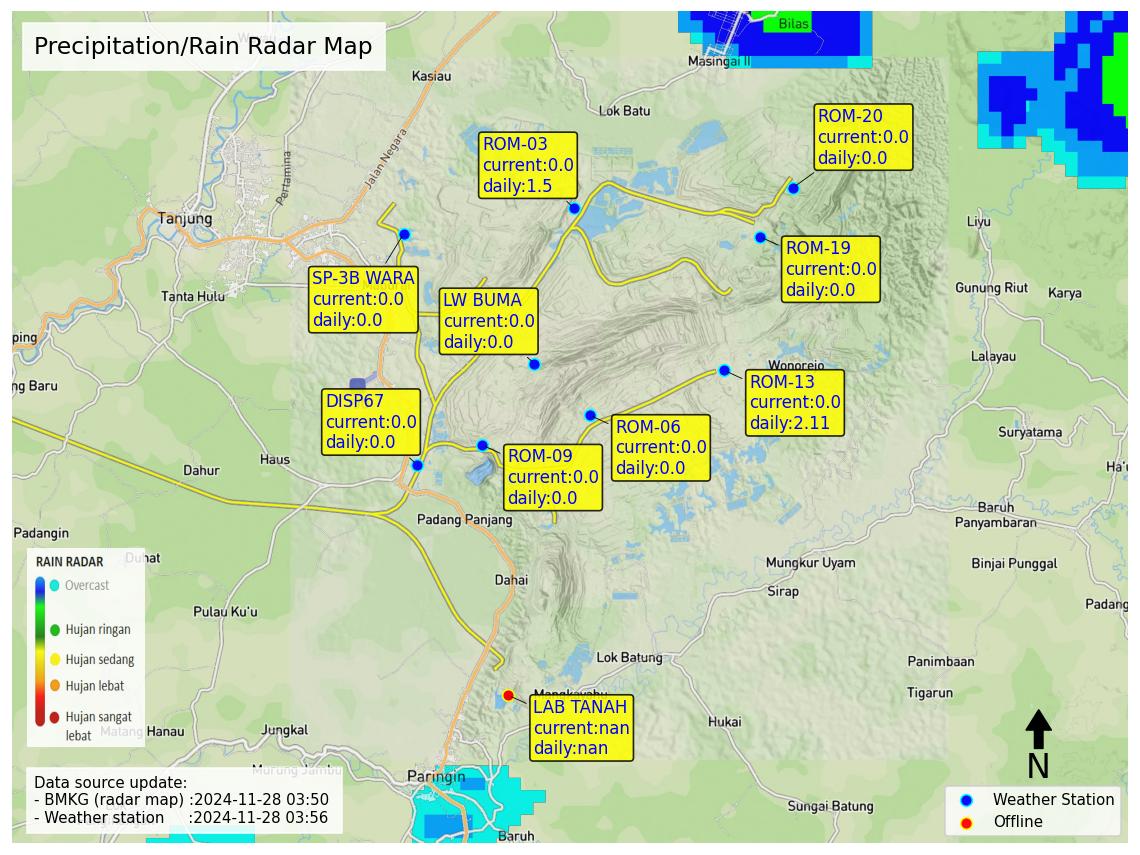 Precipitation/Rain Radar Map
Bilas
Masingai II
Kasiau
Lok Batu
Jalan Negara
Pertamina
Tanjung
Tanta Hulu
ROM-20
current:0.0
daily:0.0
ROM-03
current:0.0
daily:1.5
ROM-19
current:0.0
daily:0.0
SP-3B WARA
current:0.0
daily:0.0
LW BUMA
current:0.0
daily:0.0
Liyu
Gunung Riut
Karya
Lalayau
ping
ng Baru
Wonorejo
ROM-13
current:0.0
daily:2.11
DISP67
current:0.0
daily:0.0
ROM-06
current:0.0
daily:0.0
ROM-09
current:0.0
daily:0.0
Suryatama
Haus
Dahur
Ha'u
Baruh
Panyambaran
Padang Panjang
Padangin
Duhat
Mungkur Uyam
Binjai Punggal
Dahai
Sirap
Padang
Pulau Ku'u
RAIN RADAR
Overcast
Hujan ringan
Hujan sedang
Hujan lebat
Hujan sangat
lebat
Lok Batung
Panimbaan
Tigarun
Mangkayahu
LAB TANAH
current:nan
daily:nan
Hukai
Matang Hanau
Jungkal
Murung Jambu
Paringin
Sungai Batung
Baruh
Data source update:
- BMKG (radar map) :2024-11-28 03:50
- Weather station :2024-11-28 03:56
N
Weather Station
Offline